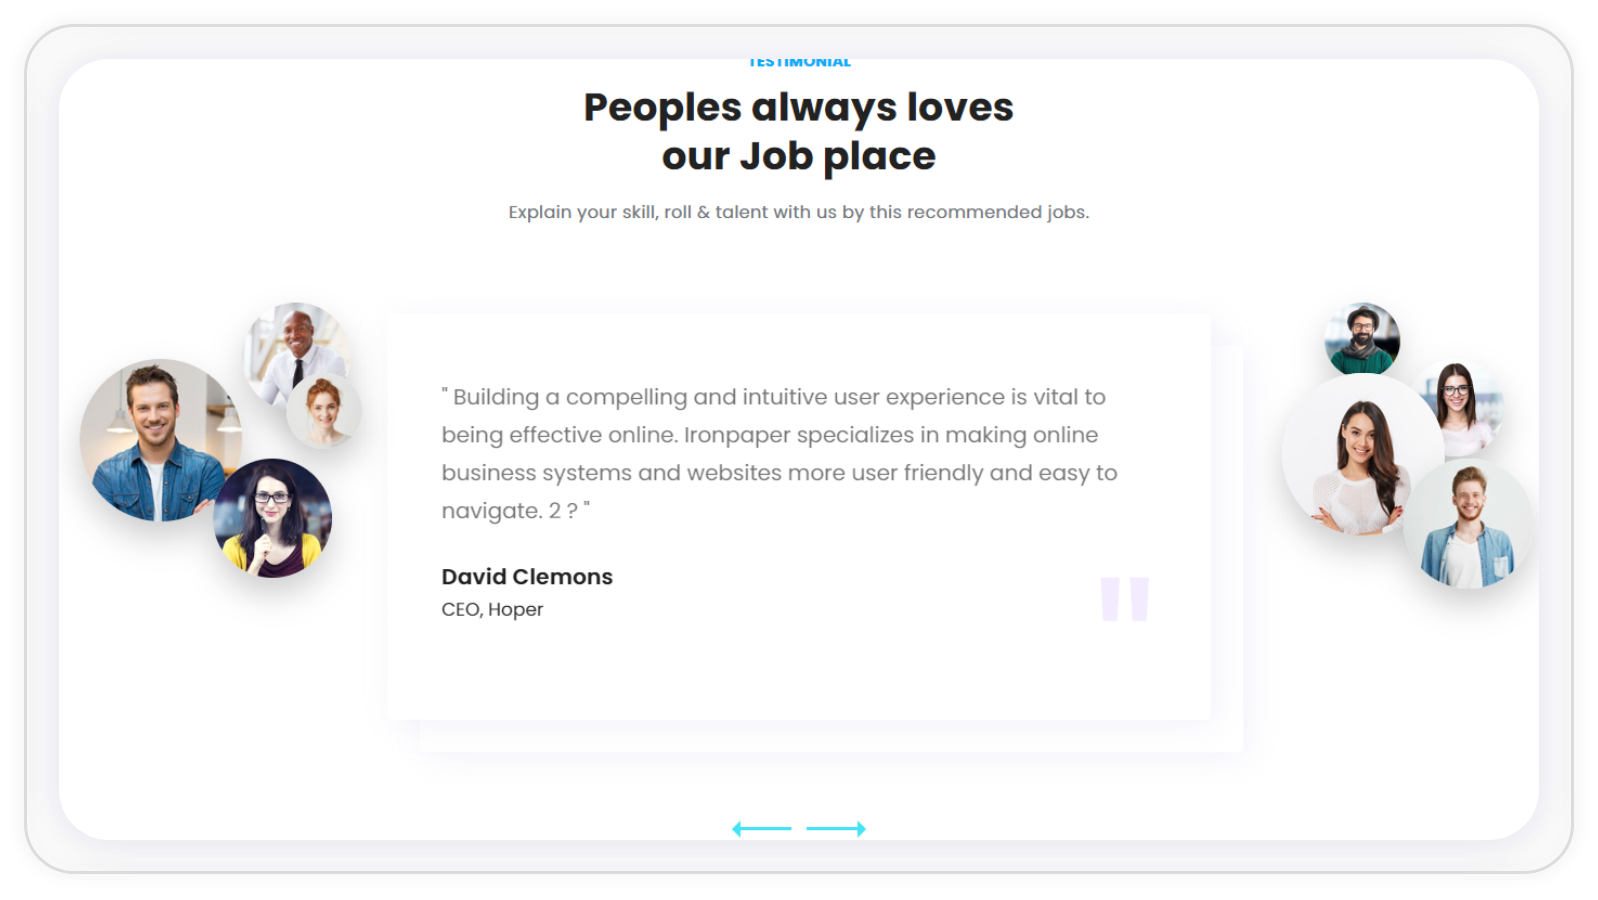 TESTIMONIAL
Peoples always loves
our Job place
Explain your skill, roll & talent with us by this recommended jobs.
" Building a compelling and intuitive user experience is vital to
being effective online. Ironpaper specializes in making online
business systems and websites more user friendly and easy to
navigate. 2 ? "
David Clemons
CEO, Hoper
"